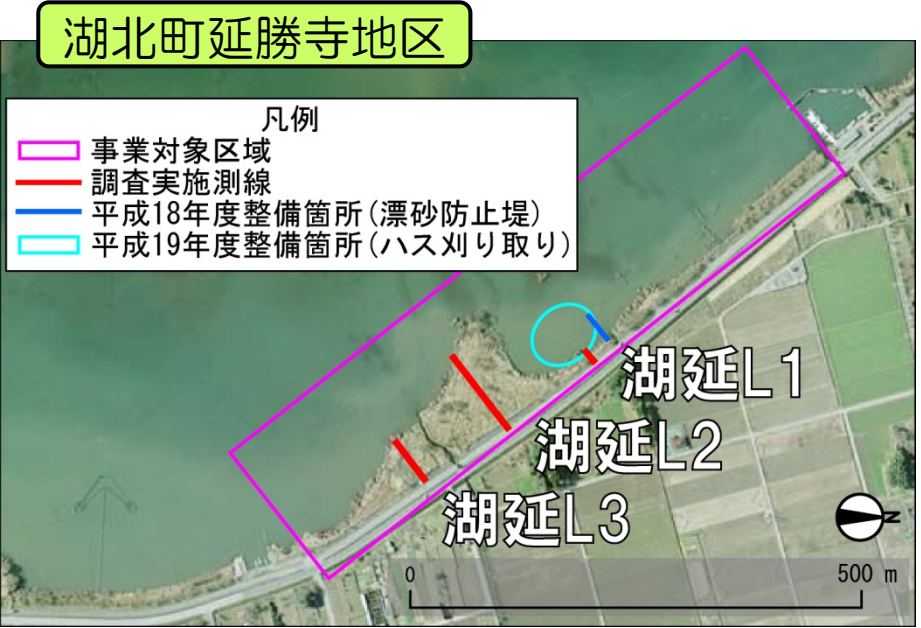 湖北町延勝寺地区
凡例
事業対象区域
調査実施測線
平成18年度整備箇所(漂砂防止堤)
平成19年度整備箇所(ハス刈り取り)
湖延L1
湖延L2
湖延L3
N
0
500 m